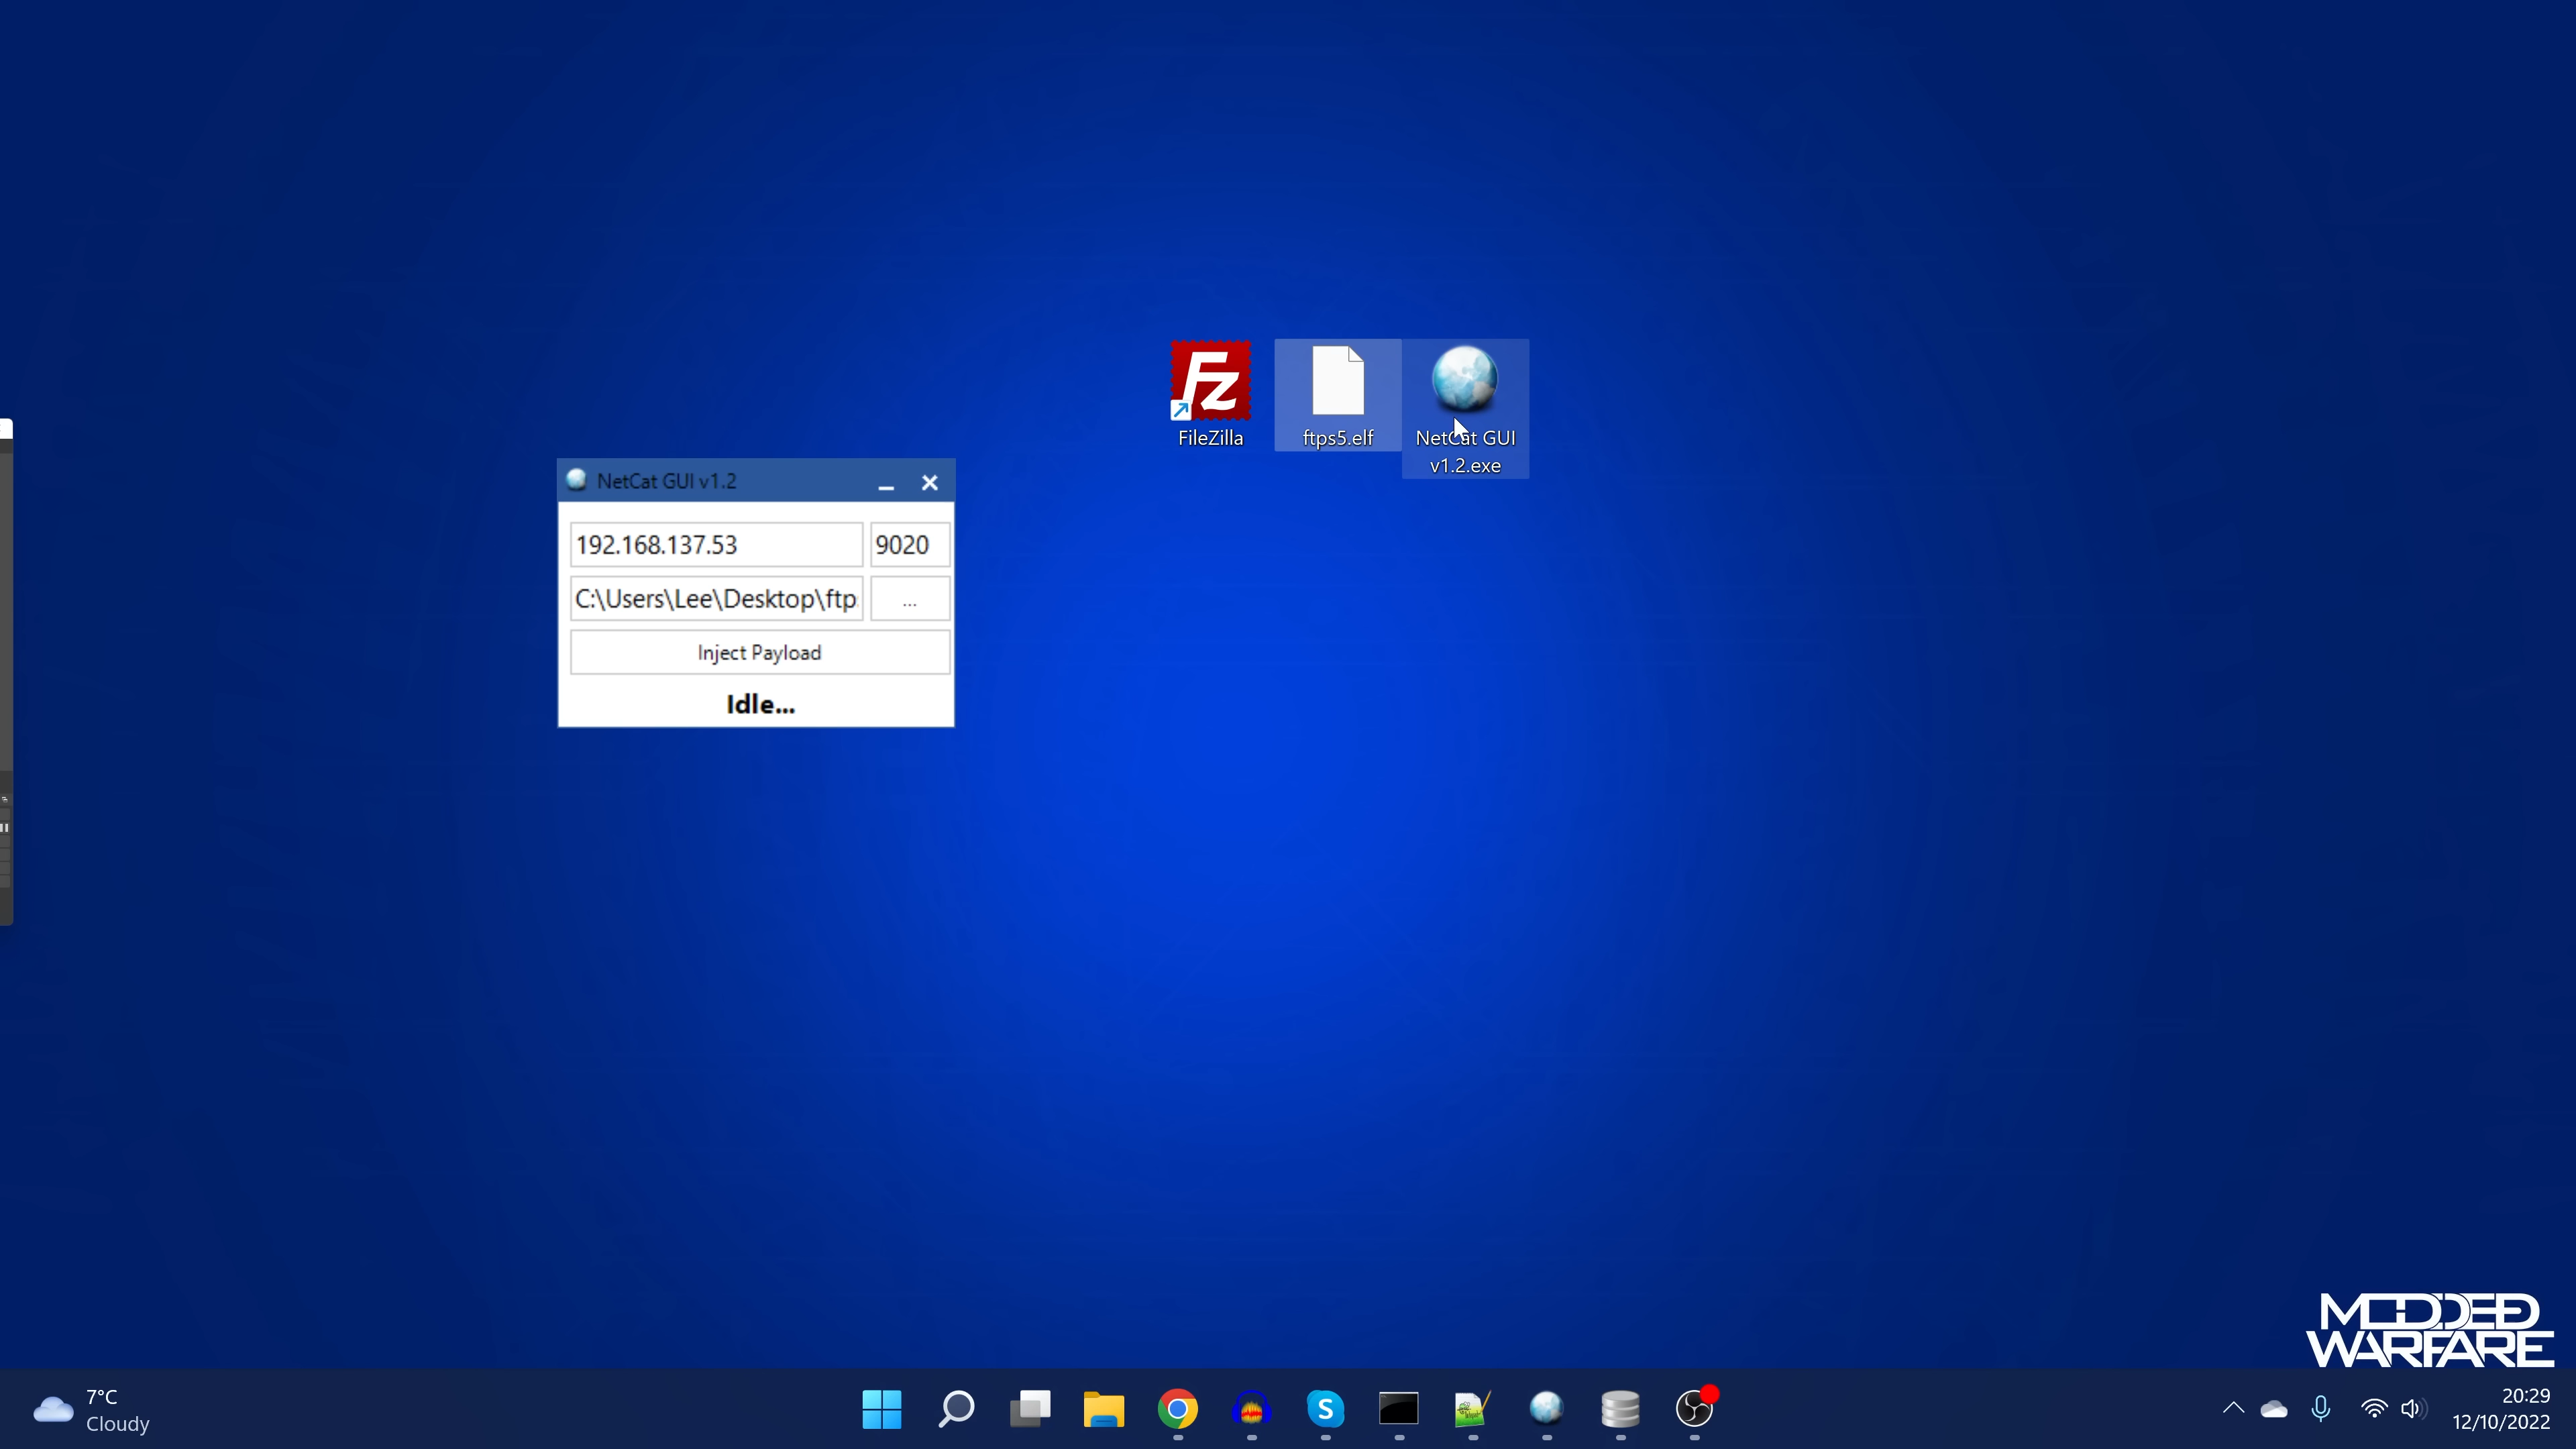 FileZilla
ftps5.elf
NetCat GUI
v1.2.exe
NetCat GUI v1.2
192.168.137.53
9020
C:\Users\Lee\Desktop\ftp
...
Inject Payload
Idle...
MODDED
WARFARE
7°C
Cloudy
20:29
12/10/2022